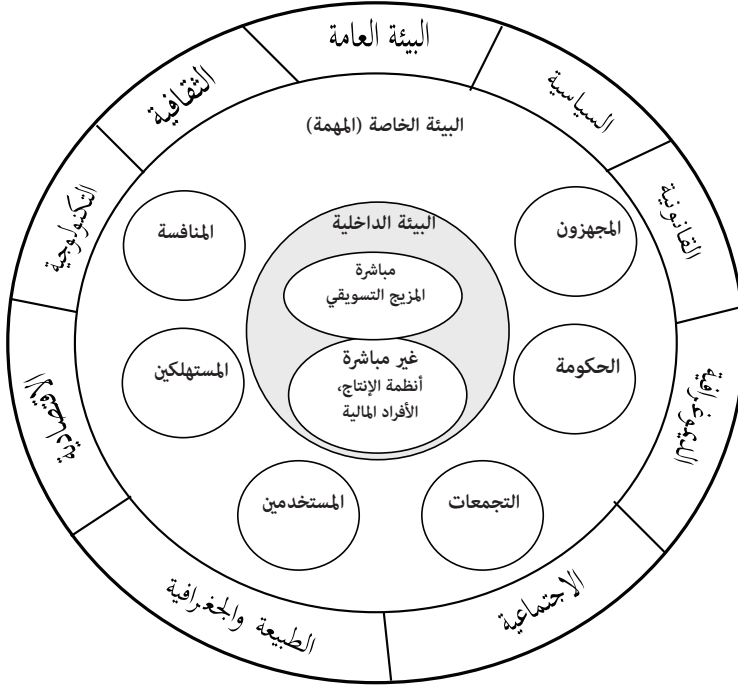 البيئة العامة
السياسية
القانونية
الديموغرافية
الاجتماعية
الطبيعة والجغرافية
الاقتصادية
التكنولوجية
الثقافية
البيئة الخاصة (المهمة)
المجهزون
الحكومة
التجمعات
المستخدمين
المستهلكين
المنافسة
البيئة الداخلية
مباشرة
المزيج التسويقي
غير مباشرة
أنظمة الإنتاج،
الأفراد المالية